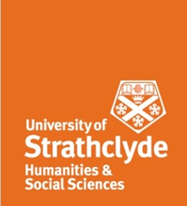 University of
Strathclyde
Humanities &
Social Sciences